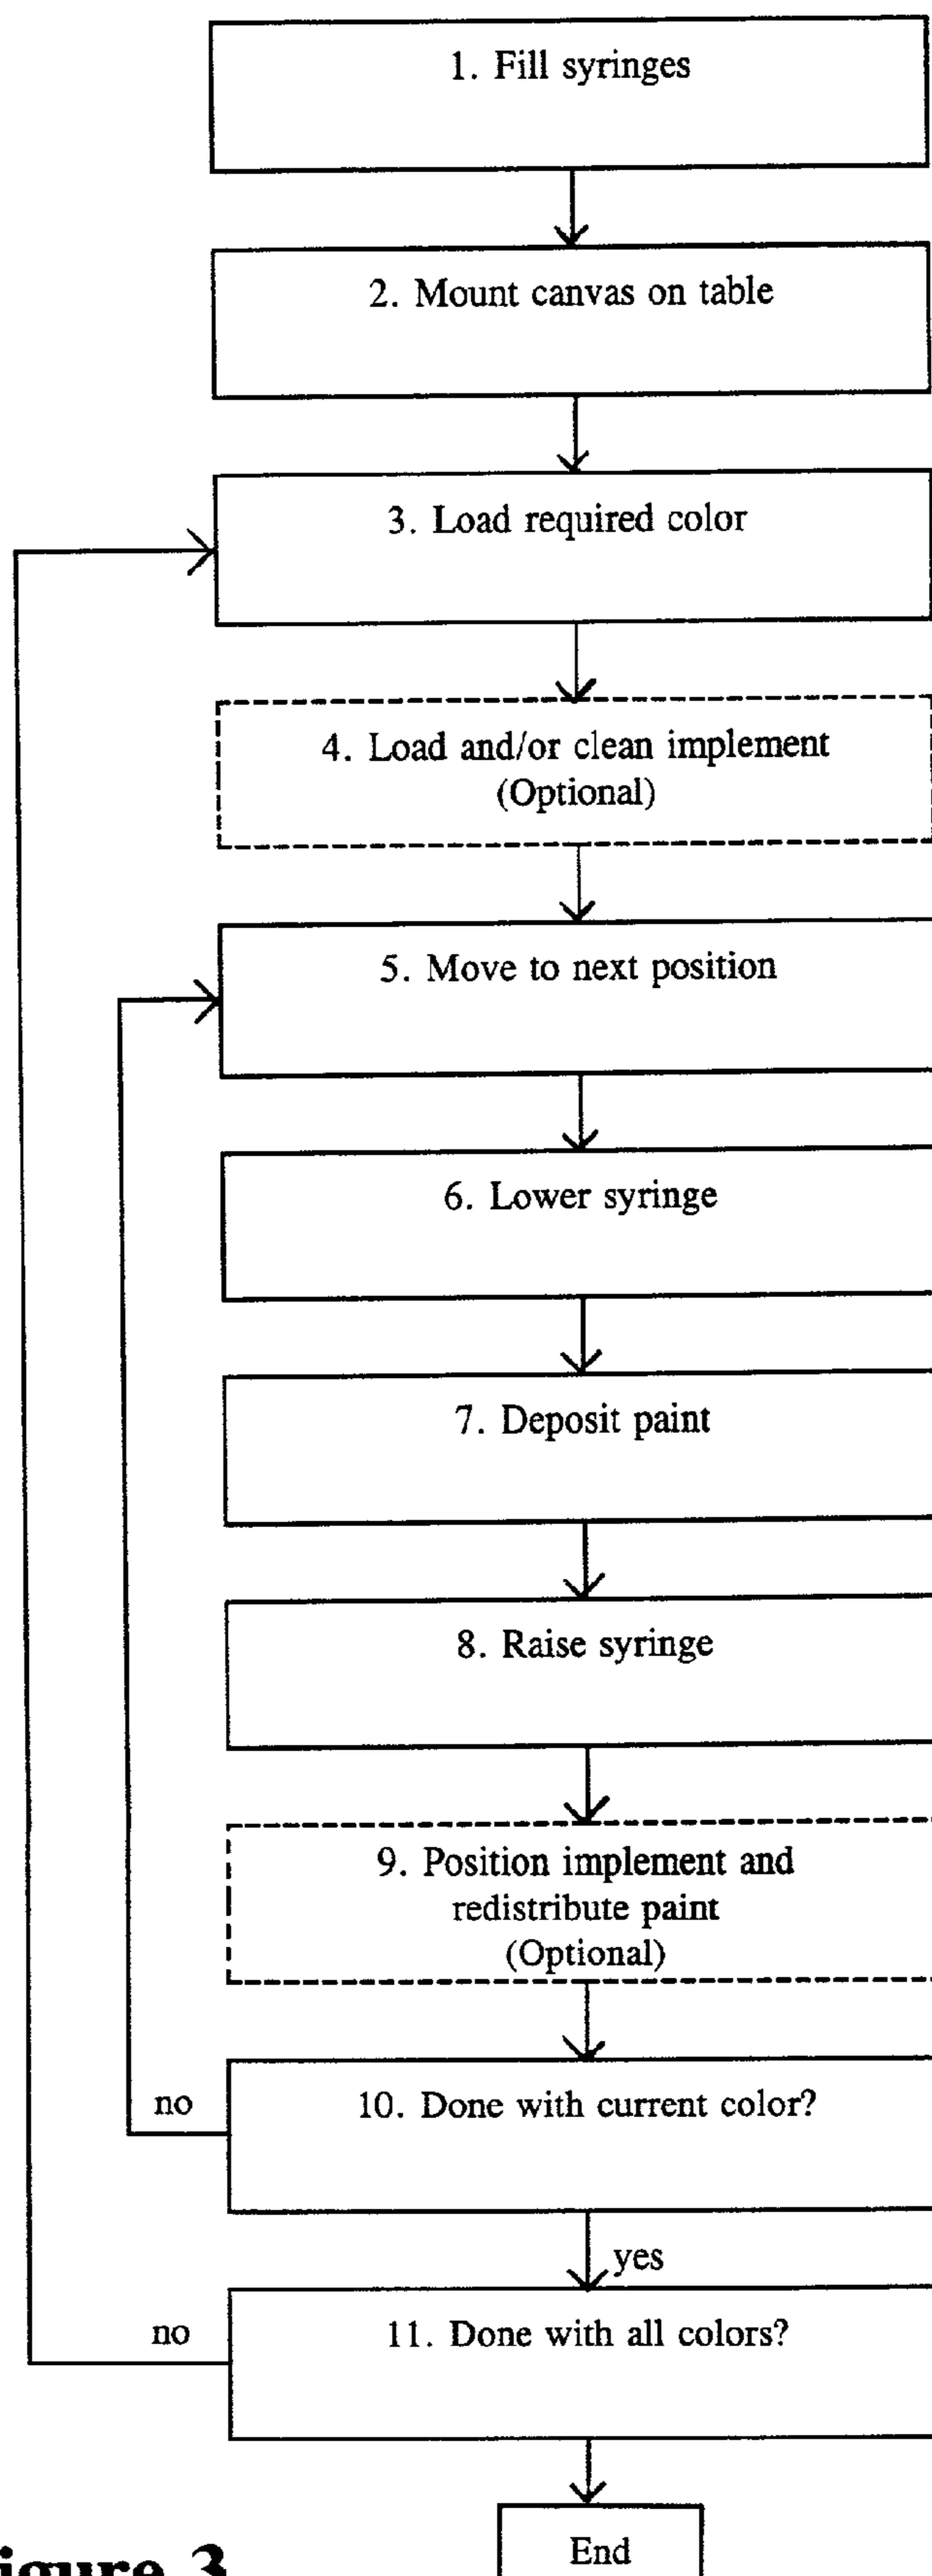 1. Fill syringes
2. Mount canvas on table
3. Load required color
4. Load and/or clean implement
(Optional)
5. Move to next position
6. Lower syringe
7. Deposit paint
8. Raise syringe
9. Position implement and
redistribute paint
(Optional)
no
10. Done with current color?
yes
no
11. Done with all colors?
End
igure 3